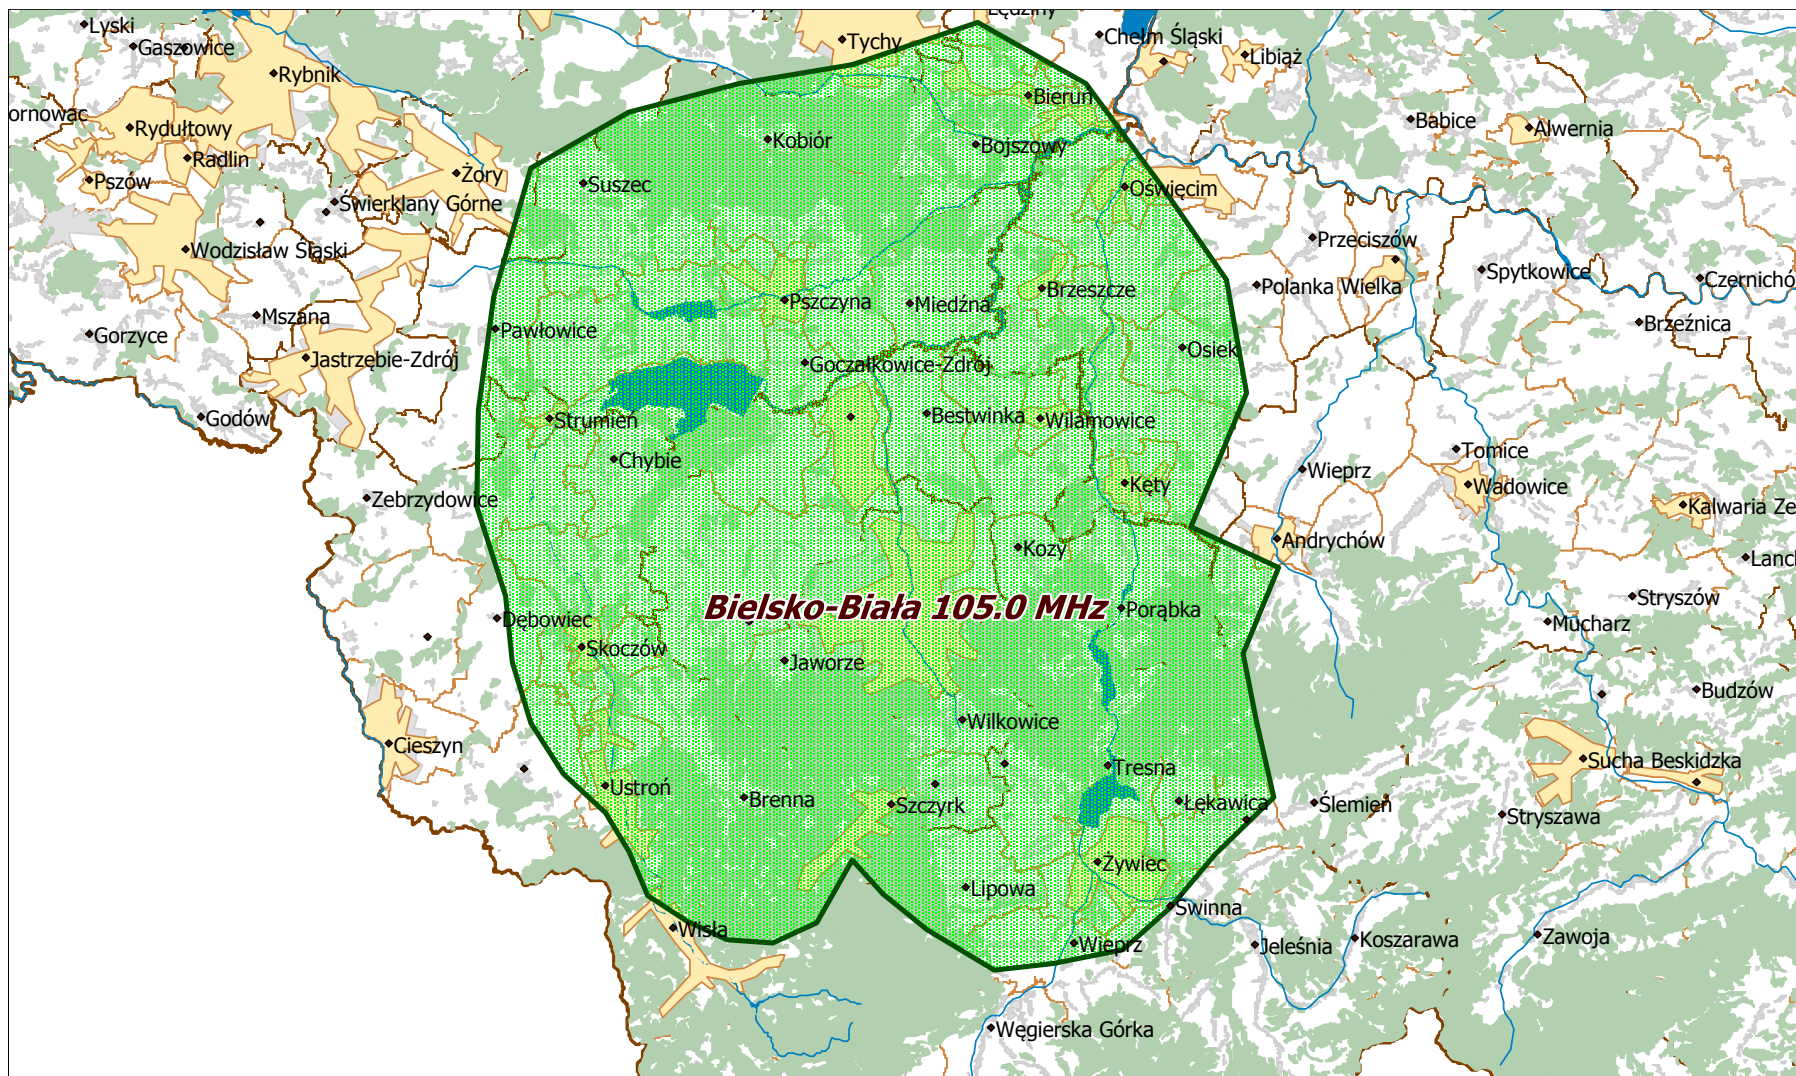 Lędziny
Lyski
Tychy
Chełm Śląski
Gaszowice
Libiąż
Rybnik
Bieruń
ornowac
Babice
Rydułtowy
Alwernia
Kobiór
Bojszowy
Radlin
Żory
Pszów
Suszec
Oświęcim
Świerklany Górne
Przeciszów
Wodzisław Śląski
Spytkowice
Czernichó
Polanka Wielka
Brzeszcze
Pszczyna
Miedźna
Mszana
Brzeźnica
Pawłowice
Gorzyce
Osiek
Jastrzębie-Zdrój
Goczałkowice-Zdrój
Godów
Strumień
Bestwinka
Wilamowice
Tomice
Chybie
Wieprz
Kęty
Wadowice
Zebrzydowice
Kalwaria Ze
Andrychów
Kozy
Lanc
Stryszów
Bielsko-Biała 105.0 MHz
Porąbka
Dębowiec
Mucharz
Skoczów
Jaworze
Budzów
Wilkowice
Cieszyn
Sucha Beskidzka
Tresna
Ustroń
Brenna
Szczyrk
Łękawica
Ślemień
Stryszawa
Żywiec
Lipowa
Świnna
Wisła
Wieprz
Jeleśnia
Koszarawa
Zawoja
Węgierska Górka